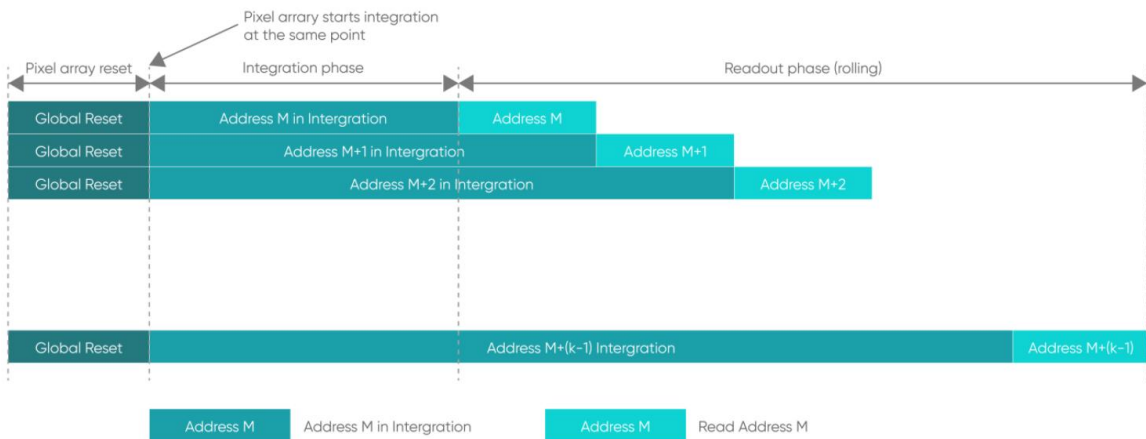 Pixel arrary starts integration
at the same point
Pixel array reset
Integration phase
Readout phase (rolling)
Global Reset
Address M in Intergration
Address M
Global Reset
Address M+1 in Intergration
Address M+1
Global Reset
Address M+2 in Intergration
Address M+2
Global Reset
Address M+(k-1) Intergration
Address M+(k-1)
Address M
Address M in Intergration
Address M
Read Address M